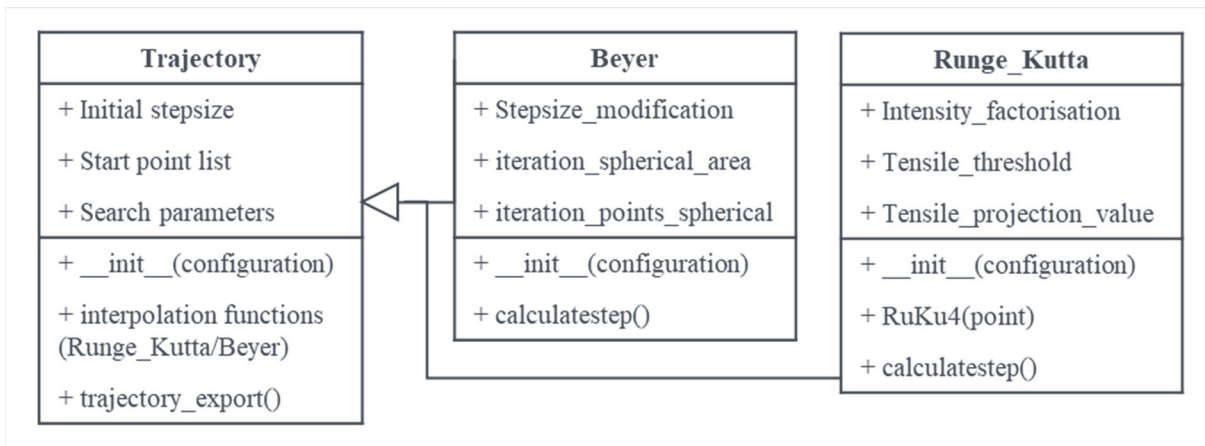 Trajectory
+ Initial stepsize
+ Start point list
+ Search parameters
+ __init__(configuration)
+ interpolation functions
(Runge_Kutta/Beyer)
+ trajectory_export()
Beyer
+ Stepsize_modification
+ iteration_spherical_area
+ iteration_points_spherical
+ __init__(configuration)
+ calculatestep()
Runge_Kutta
+ Intensity_factorisation
+ Tensile_threshold
+ Tensile_projection_value
+ __init__(configuration)
+ RuKu4(point)
+ calculatestep()